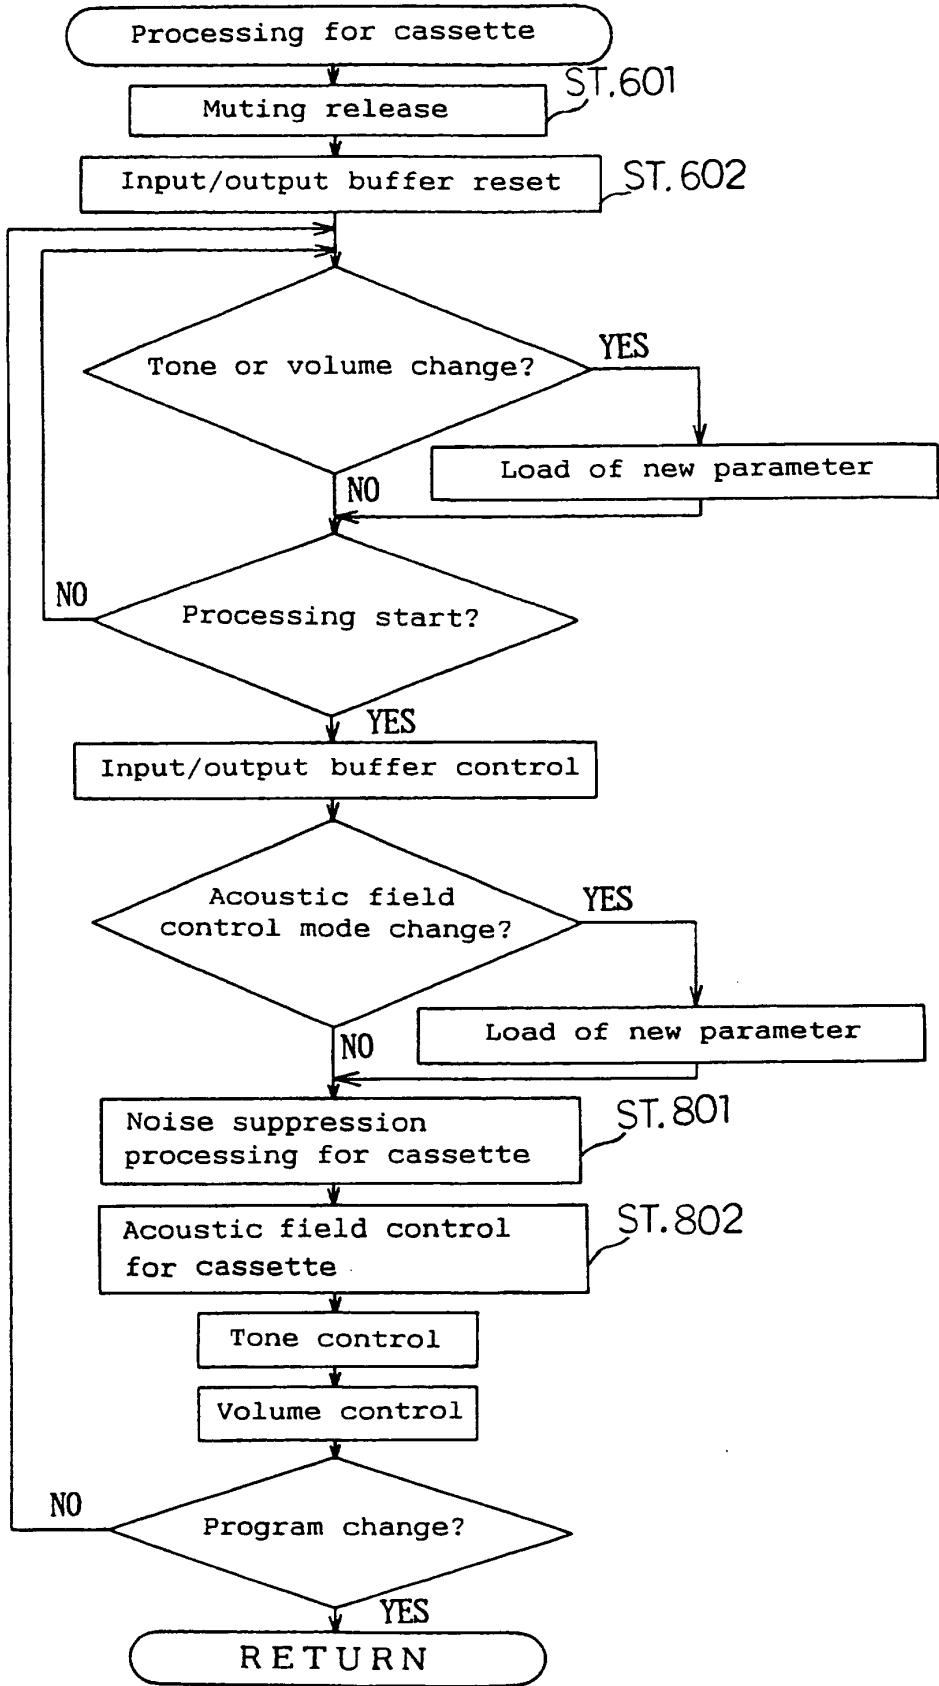 Processing for cassette
ST.601
Muting release
Input/output buffer reset
ST.602
Tone or volume change?
YES
Load of new parameter
NO
Processing start?
NO
YES
Input/output buffer control
Acoustic field
control mode change?
YES
Load of new parameter
NO
Noise suppression
processing for cassette
ST.801
Acoustic field control
for cassette
ST.802
Tone control
Volume control
Program change?
NO
YES
RETURN